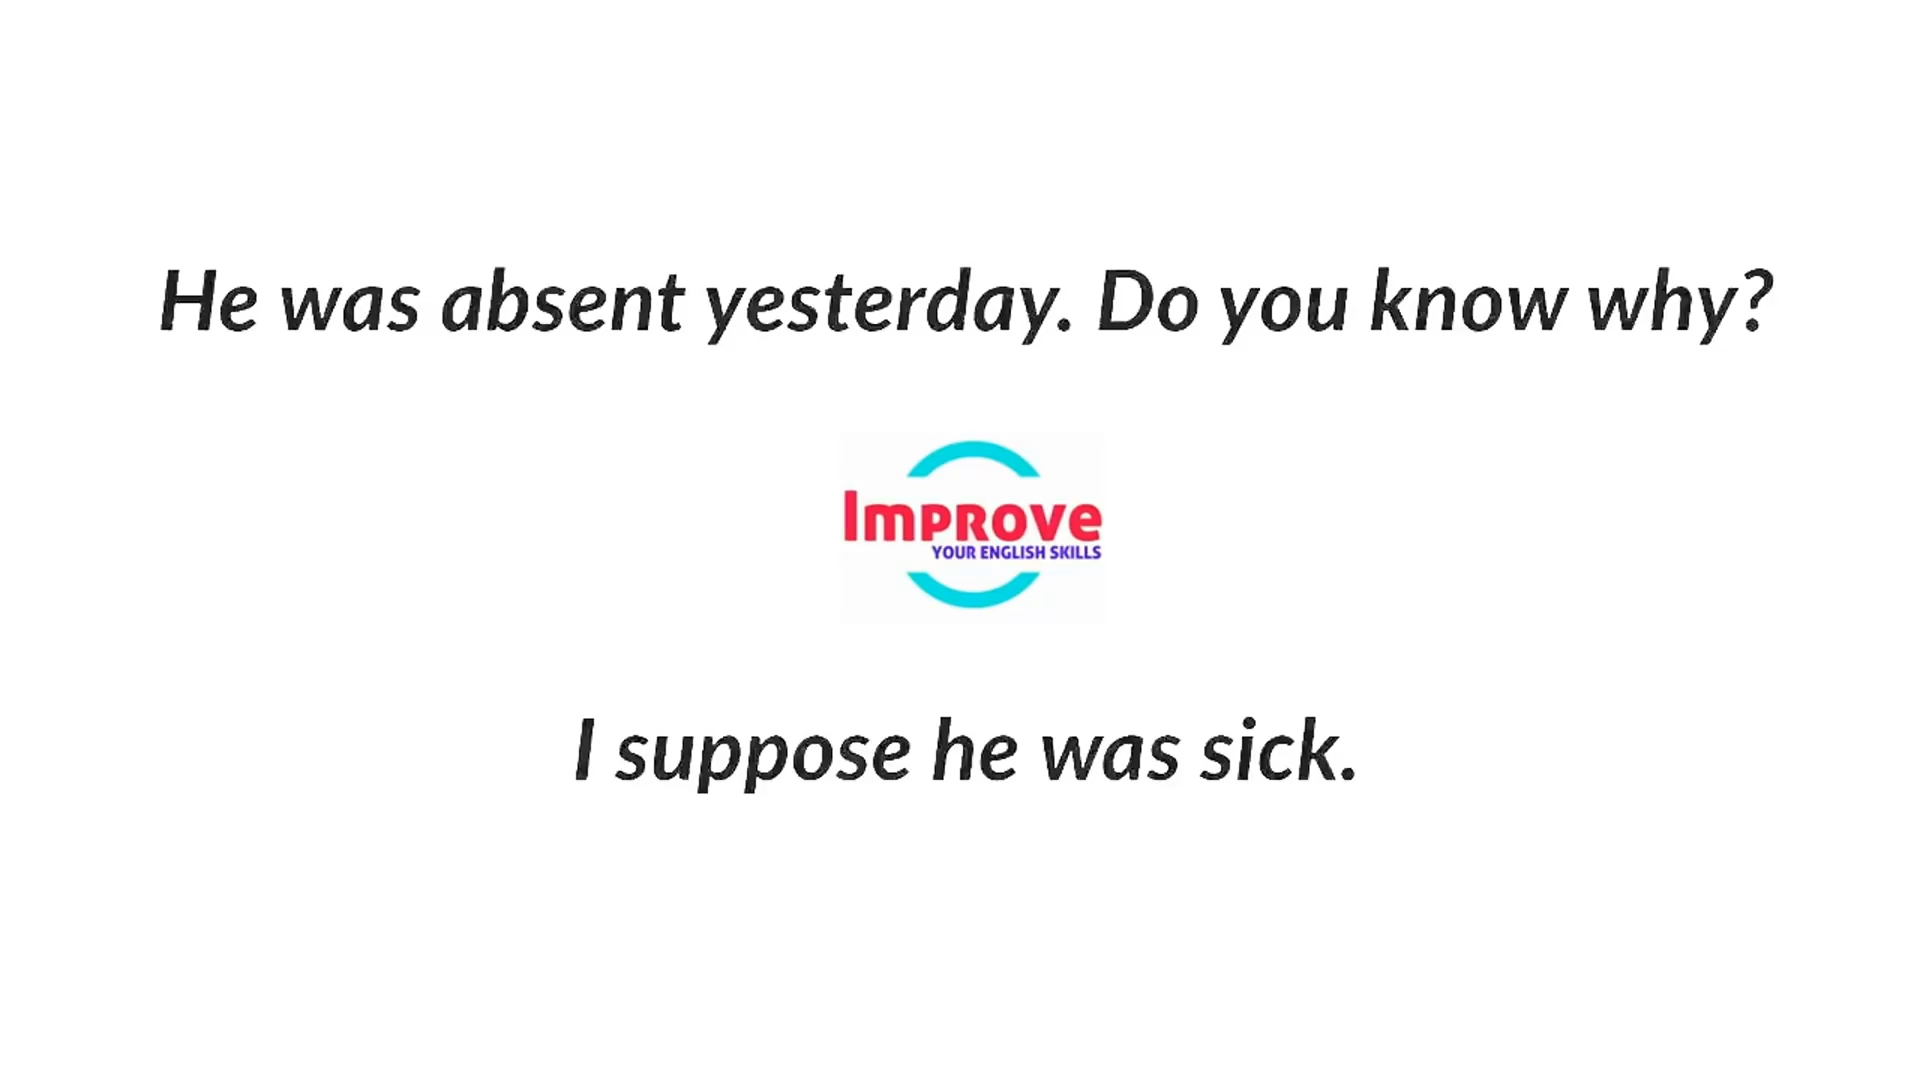 He was absent yesterday. Do you know why?
Improve
YOUR ENGLISH SKILLS
I suppose he was sick.